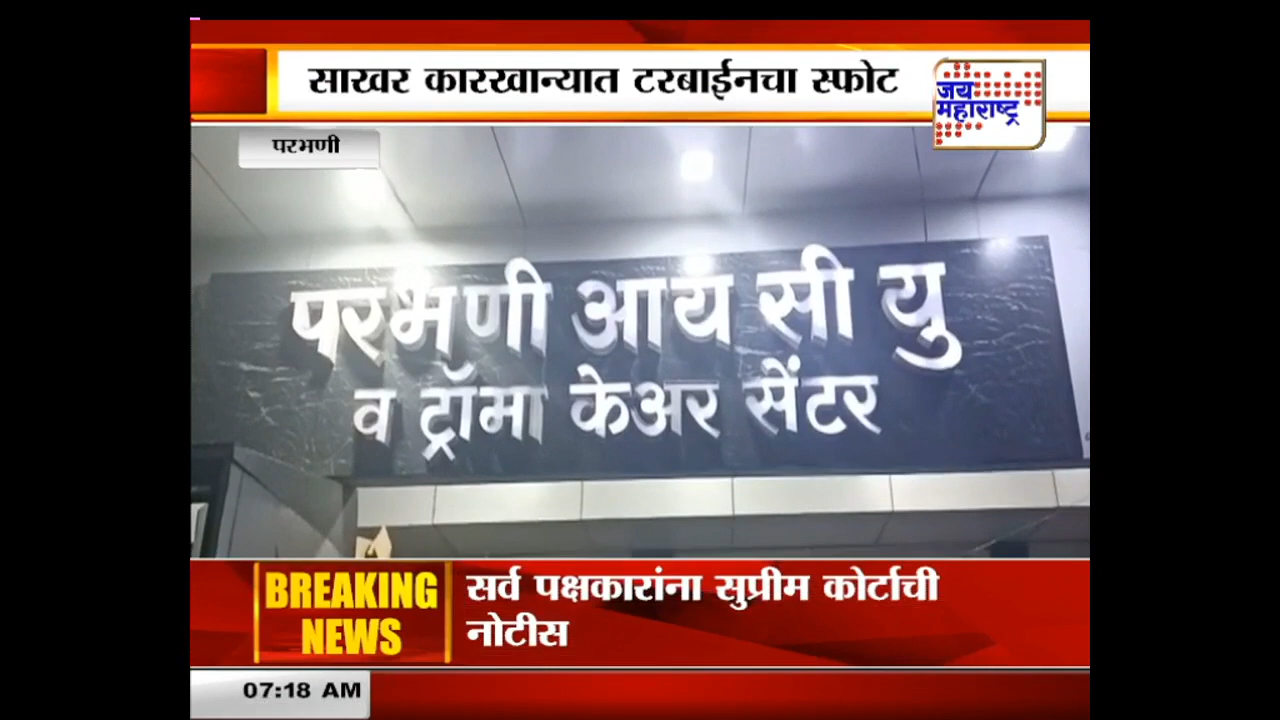 साखर कारखान्यात टरबाईनचा स्फोट
जय
महाराष्ट्र
परभणी
परभणी आय सी यु
व ट्रॉमा केअर सेंटर
BREAKING
NEWS
सर्व पक्षकारांना सुप्रीम कोर्टाची
नोटीस
07:18 AM